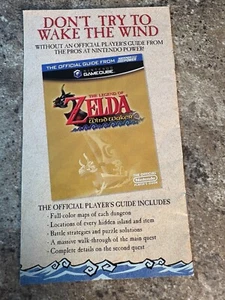 DON'T TRY TO
WAKE THE WIND
WITHOUT AN OFFICIAL PLAYER'S GUIDE FROM
THE PROS AT NINTENDO POWER!
THE OFFICIAL GUIDE FROM
NINTENDO
GAMECUBE
THE LEGEND OF
ZELDA
The Wind Waker
Nintendo
THE OFFICIAL PLAYER'S GUIDE INCLUDES
- Full-color maps of each dungeon
- Locations of every hidden island and item
- Battle strategies and puzzle solutions
- A massive walk-through of the main quest
- Complete details on the second quest